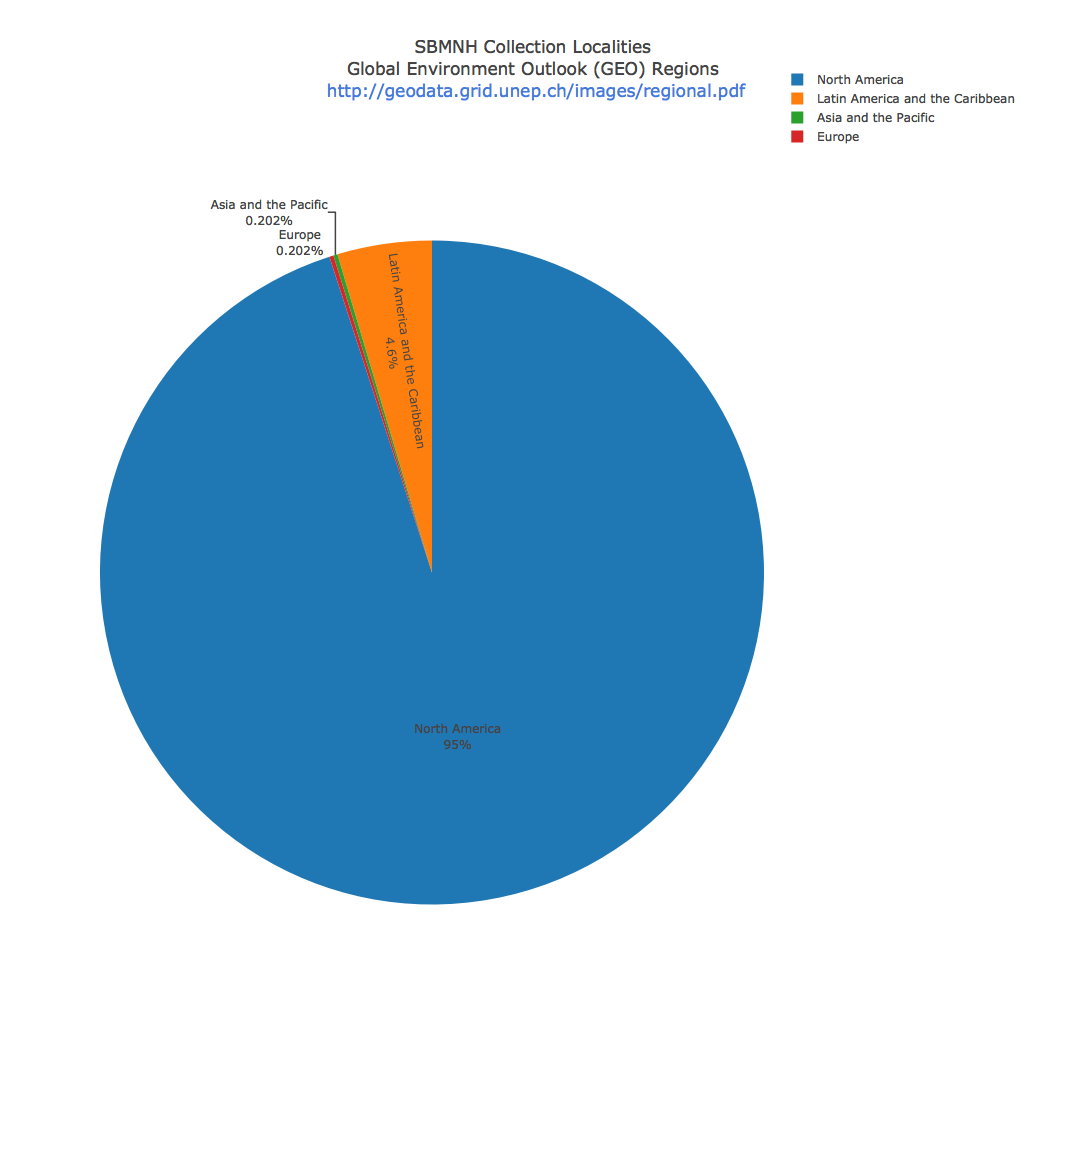 SBMNH Collection Localities
Global Environment Outlook (GEO) Regions
http://geodata.grid.unep.ch/images/regional.pdf
North America
Latin America and the Caribbean
Asia and the Pacific
Europe
Asia and the Pacific
0.202%
Europe
0.202%
Latin America and the Caribbean
4.6%
North America
95%